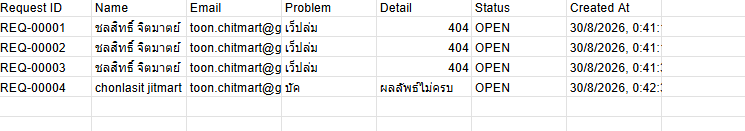 Request ID Name Email Problem Detail Status Created At
REQ-00001 ชลสิทธิ์ จิตมาตย์ toon.chitmart@g เว็ปล่ม 404 OPEN 30/8/2026, 0:41:
REQ-00002 ชลสิทธิ์ จิตมาตย์ toon.chitmart@g เว็ปล่ม 404 OPEN 30/8/2026, 0:41:
REQ-00003 ชลสิทธิ์ จิตมาตย์ toon.chitmart@g เว็ปล่ม 404 OPEN 30/8/2026, 0:41:
REQ-00004 chonlasit jitmart toon.chitmart@g บัค ผลลัพธ์ไม่ครบ OPEN 30/8/2026, 0:42: